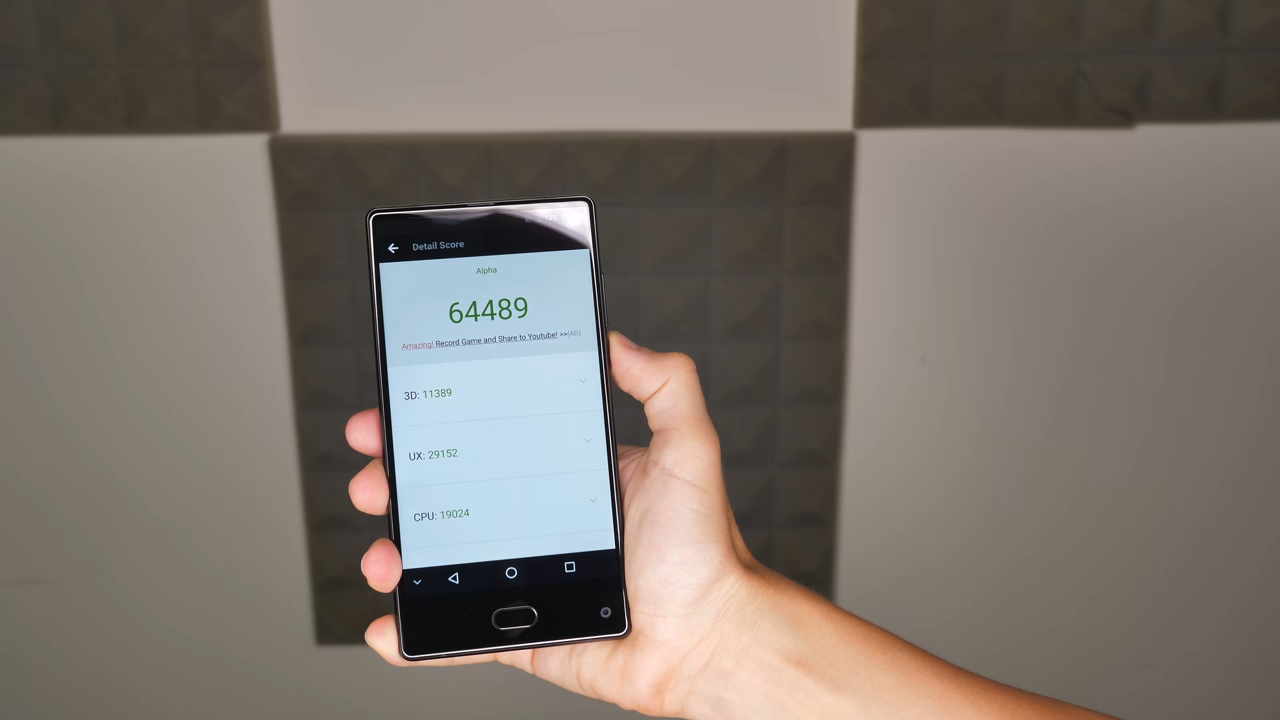 Detail Score
Alpha
64489
Amazing! Record Game and Share to Youtube! >>(AD)
3D: 11389
UX: 29152
CPU: 19024